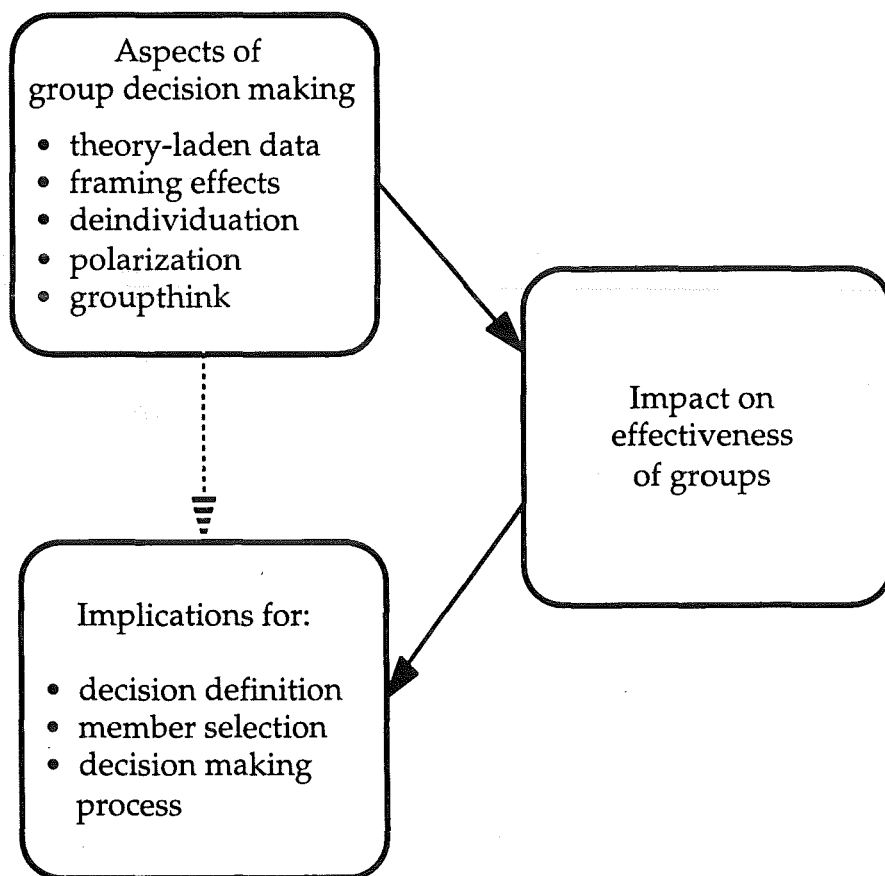 Aspects of
group decision making
• theory-laden data
• framing effects
• deindividuation
• polarization
• groupthink
Impact on
effectiveness
of groups
Implications for:
• decision definition
• member selection
• decision making
process